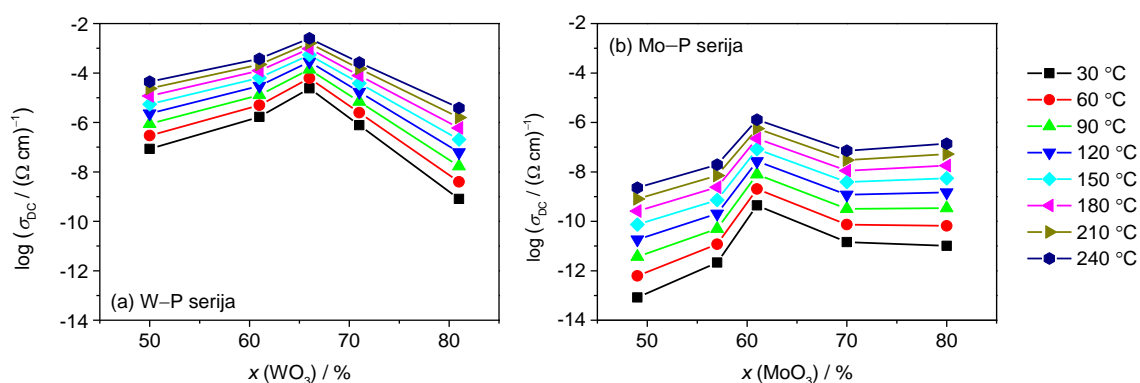 -2
-4
-6
-8
-10
-12
-14
log (σDC / (Ω cm)⁻¹)
(a) W–P serija
50 60 70 80
x (WO₃) / %
-2
-4
-6
-8
-10
-12
-14
log (σDC / (Ω cm)⁻¹)
(b) Mo–P serija
50 60 70 80
x (MoO₃) / %
30 °C
60 °C
90 °C
120 °C
150 °C
180 °C
210 °C
240 °C